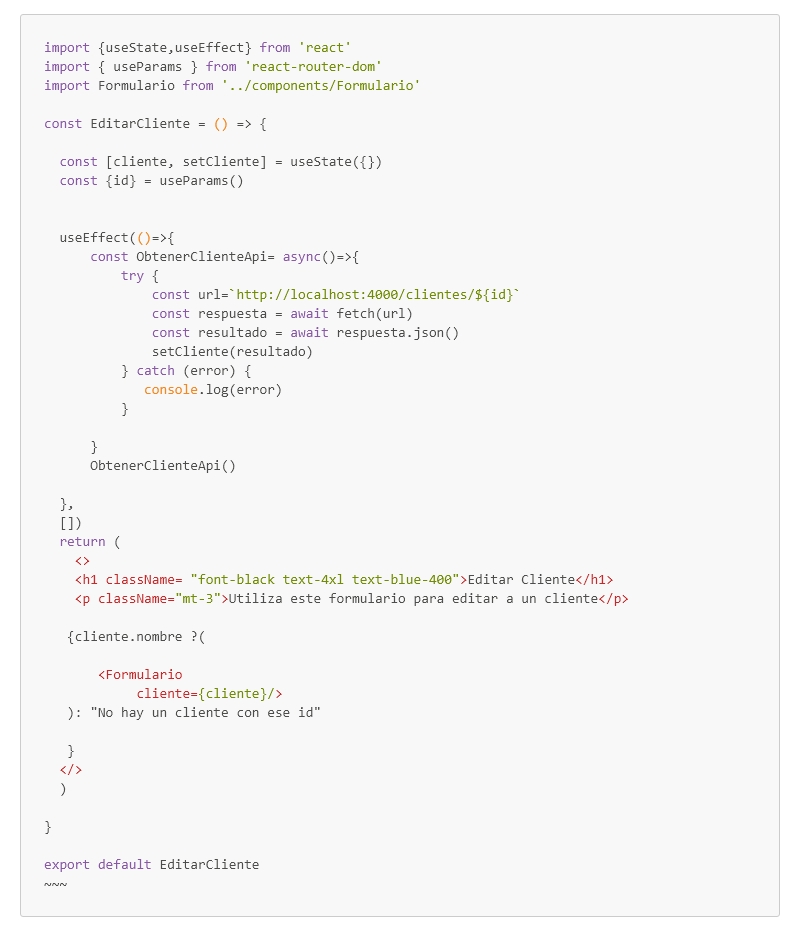 import {useState,useEffect} from 'react'
import { useParams } from 'react-router-dom'
import Formulario from '../components/Formulario'

const EditarCliente = () => {

  const [cliente, setCliente] = useState({})
  const {id} = useParams()


  useEffect(()=>{
      const ObtenerClienteApi= async()=>{
          try {
              const url=`http://localhost:4000/clientes/${id}`
              const respuesta = await fetch(url)
              const resultado = await respuesta.json()
              setCliente(resultado)
          } catch (error) {
             console.log(error)
          }

      }
      ObtenerClienteApi()

  },
  [])
  return (
    <>
    <h1 className= "font-black text-4xl text-blue-400">Editar Cliente</h1>
    <p className="mt-3">Utiliza este formulario para editar a un cliente</p>

   {cliente.nombre ?(

       <Formulario
            cliente={cliente}/>
   ): "No hay un cliente con ese id"

   }
  </>
  )

}

export default EditarCliente
~~~